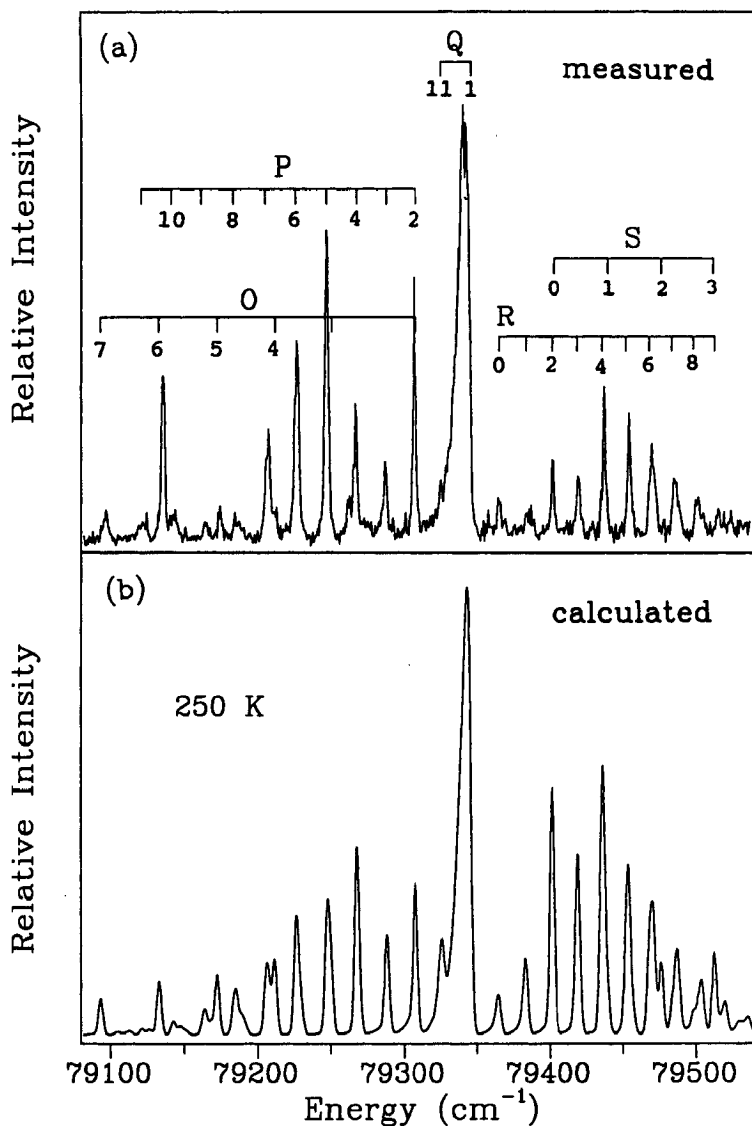 (a)
Q
11 1
measured
P
10 8 6 4 2
O
7 6 5 4
S
0 1 2 3
R
0 2 4 6 8
Relative Intensity
(b)
calculated
250 K
Relative Intensity
79100 79200 79300 79400 79500
Energy (cm⁻¹)